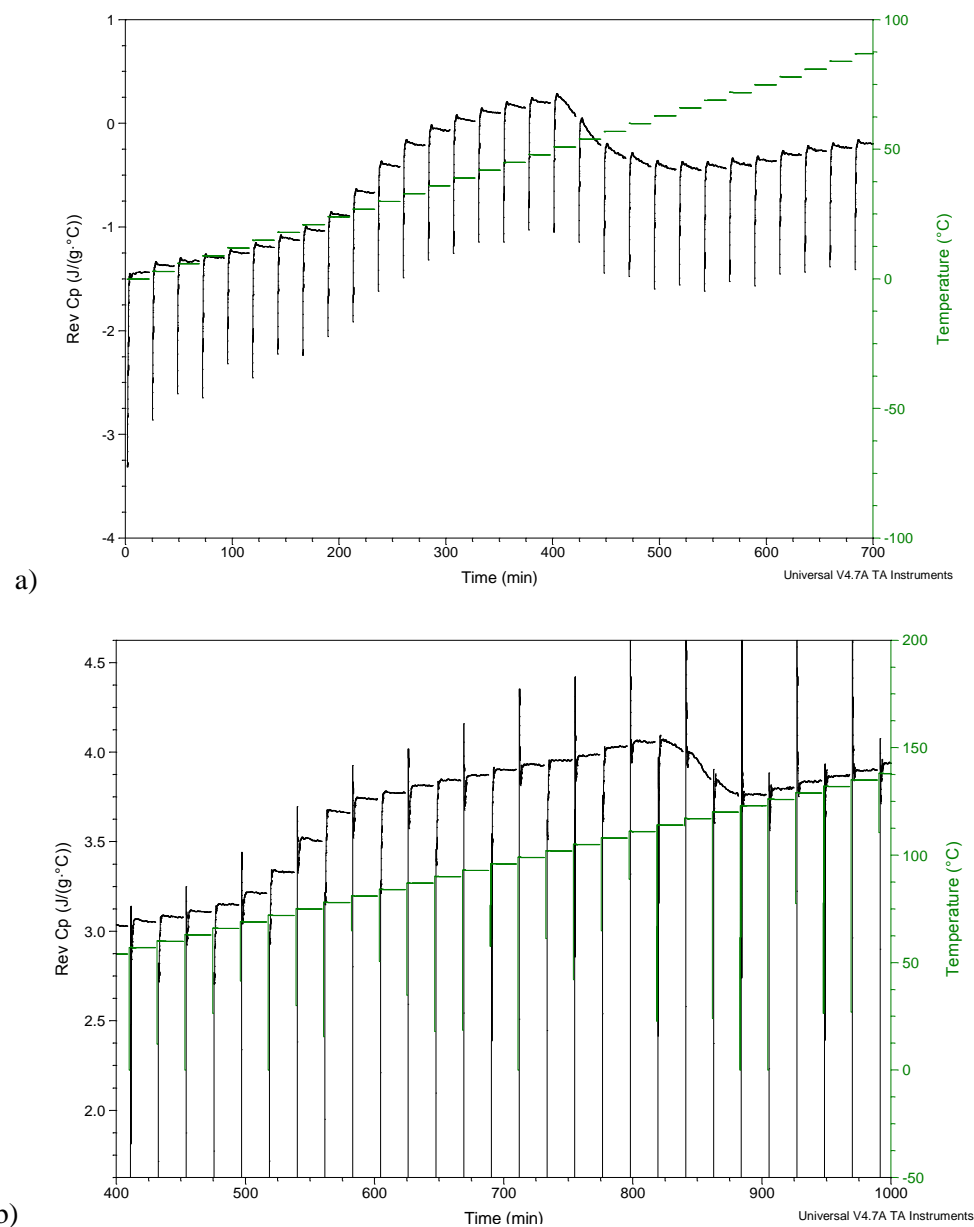 1
0
-1
-2
-3
-4
Rev Cp (J/(g·°C))
100
50
0
-50
-100
Temperature (°C)
0 100 200 300 400 500 600 700
Time (min)
a)
Universal V4.7A TA Instruments
4.5
4.0
3.5
3.0
2.5
2.0
Rev Cp (J/(g·°C))
200
150
100
50
0
-50
Temperature (°C)
400 500 600 700 800 900 1000
Time (min)
b)
Universal V4.7A TA Instruments